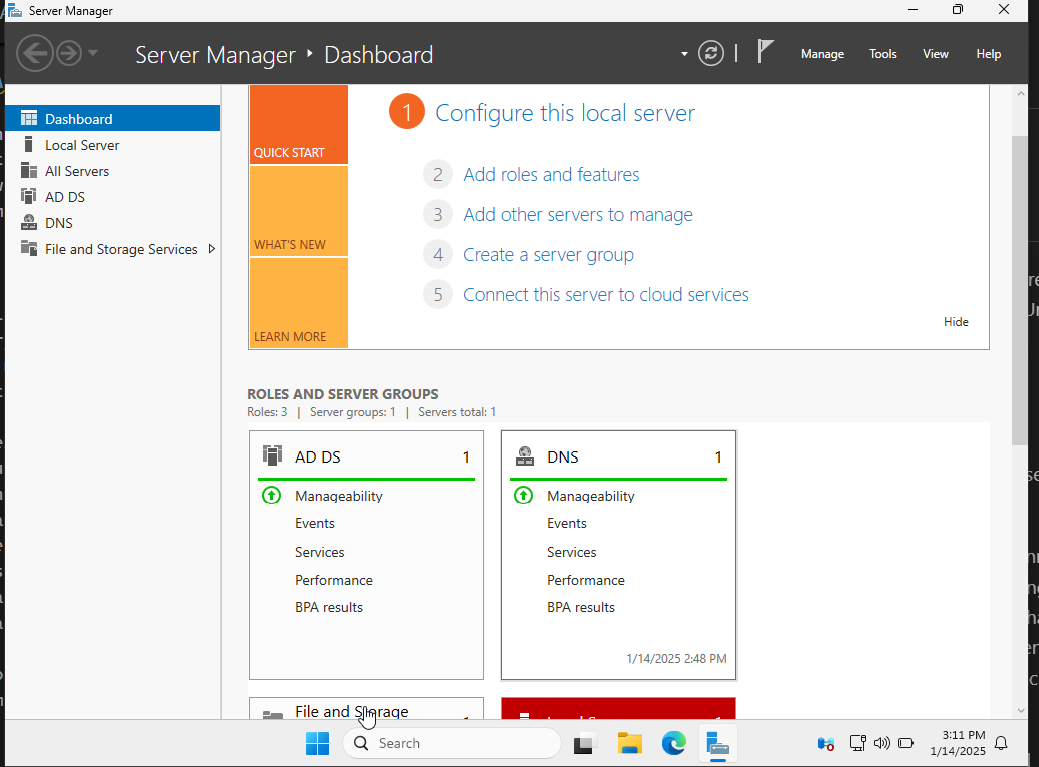 Server Manager
Server Manager ‣ Dashboard
Manage Tools View Help
Dashboard
Local Server
All Servers
AD DS
DNS
File and Storage Services
QUICK START
WHAT'S NEW
LEARN MORE
1 Configure this local server
2 Add roles and features
3 Add other servers to manage
4 Create a server group
5 Connect this server to cloud services
Hide
ROLES AND SERVER GROUPS
Roles: 3 | Server groups: 1 | Servers total: 1
AD DS 1
Manageability
Events
Services
Performance
BPA results
DNS 1
Manageability
Events
Services
Performance
BPA results
1/14/2025 2:48 PM
File and Storage
Search
3:11 PM
1/14/2025